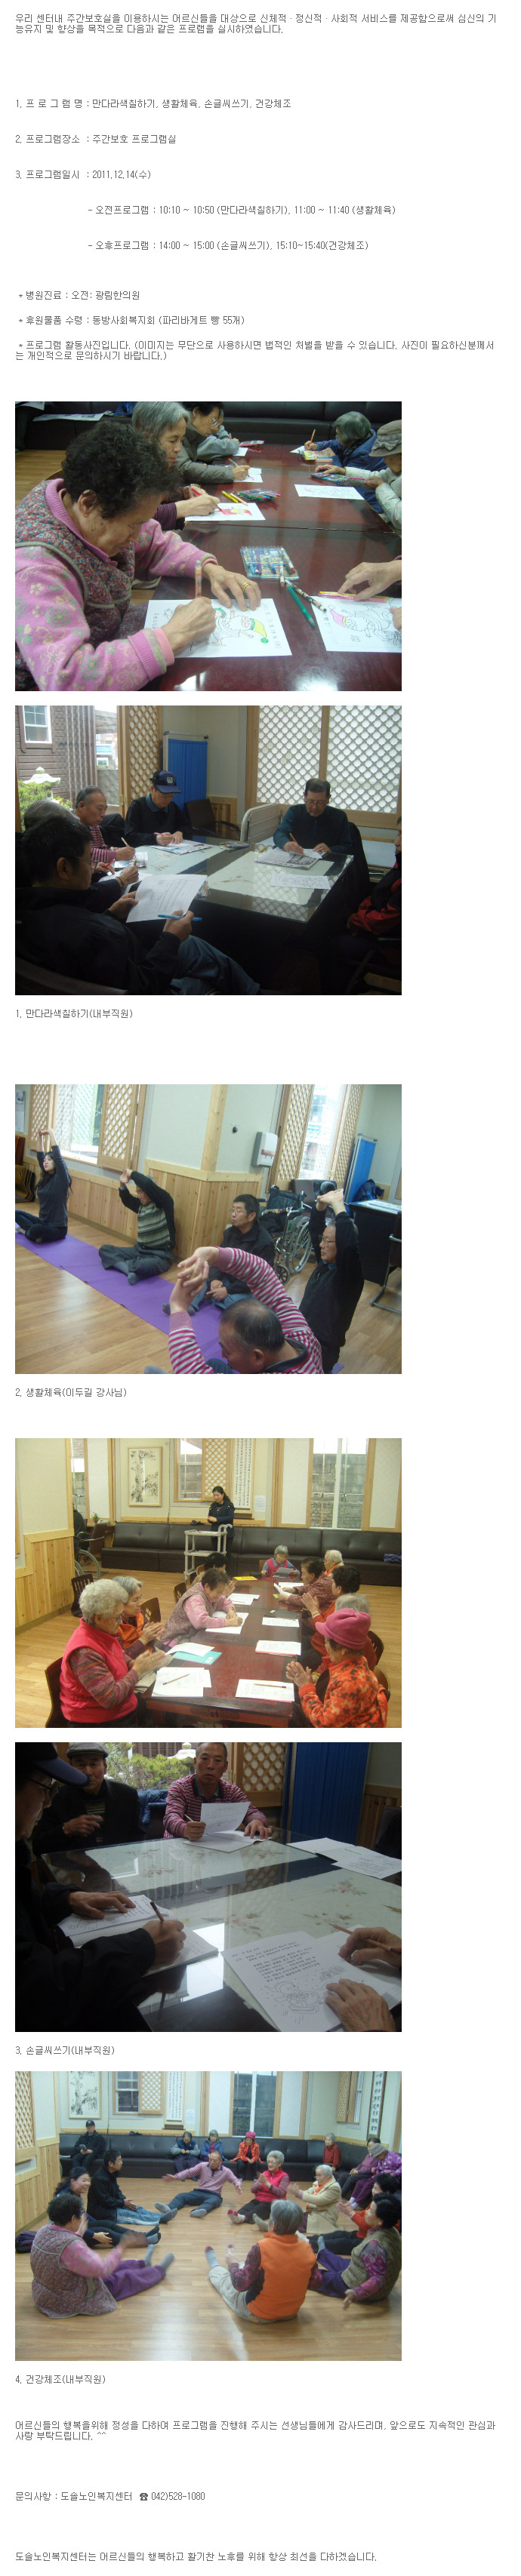 우리 센터내 주간보호실을 이용하시는 어르신들을 대상으로 신체적 · 정신적 · 사회적 서비스를 제공함으로써 심신의 기
능유지 및 향상을 목적으로 다음과 같은 프로램을 실시하였습니다.
1. 프 로 그 램 명 : 만다라색칠하기, 생활체육, 손글씨쓰기, 건강체조
2. 프로그램장소 : 주간보호 프로그램실
3. 프로그램일시 : 2011.12.14(수)
- 오전프로그램 : 10:10 ~ 10:50 (만다라색칠하기), 11:00 ~ 11:40 (생활체육)
- 오후프로그램 : 14:00 ~ 15:00 (손글씨쓰기), 15:10~15:40(건강체조)
* 병원진료 : 오전: 광림한의원
* 후원물품 수령 : 동방사회복지회 (파리바게트 빵 55개)
* 프로그램 활동사진입니다. (이미지는 무단으로 사용하시면 법적인 처벌을 받을 수 있습니다. 사진이 필요하신분께서
는 개인적으로 문의하시기 바랍니다.)
1. 만다라색칠하기(내부직원)
2. 생활체육(이두길 강사님)
3. 손글씨쓰기(내부직원)
4. 건강체조(내부직원)
어르신들의 행복을위해 정성을 다하며 프로그램을 진행해 주시는 선생님들에게 감사드리며, 앞으로도 지속적인 관심과
사랑 부탁드립니다. ^^
문의사항 : 도솔노인복지센터 ☎ 042)528-1080
도솔노인복지센터는 어르신들의 행복하고 활기찬 노후를 위해 항상 최선을 다하겠습니다.